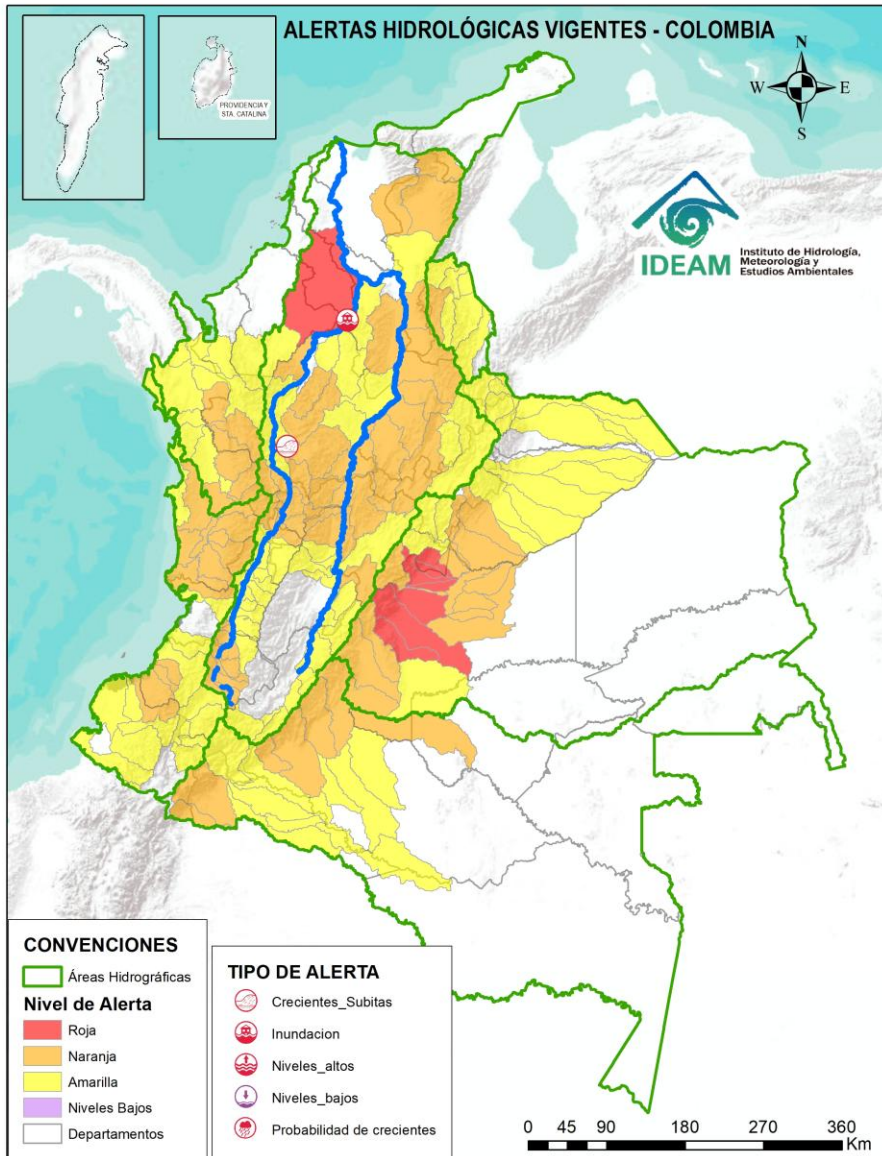 ALERTAS HIDROLÓGICAS VIGENTES - COLOMBIA
PROVIDENCIA Y
STA. CATALINA
N
W
E
S
IDEAM
Instituto de Hidrología,
Meteorología y
Estudios Ambientales
CONVENCIONES
Áreas Hidrográficas
Nivel de Alerta
Roja
Naranja
Amarilla
Niveles Bajos
Departamentos
TIPO DE ALERTA
Crecientes_Subitas
Inundacion
Niveles_altos
Niveles_bajos
Probabilidad de crecientes
0 45 90 180 270 360
Km